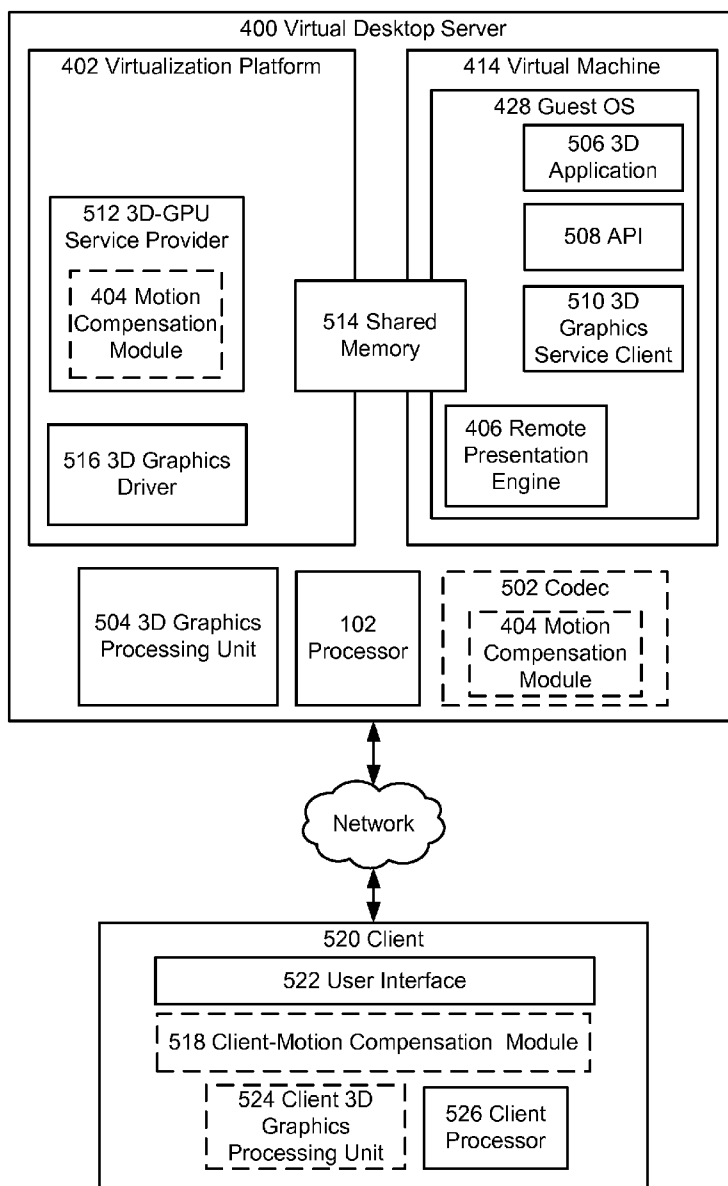 400 Virtual Desktop Server
402 Virtualization Platform
512 3D-GPU
Service Provider
404 Motion
Compensation
Module
516 3D Graphics
Driver
514 Shared
Memory
414 Virtual Machine
428 Guest OS
506 3D
Application
508 API
510 3D
Graphics
Service Client
406 Remote
Presentation
Engine
504 3D Graphics
Processing Unit
102
Processor
502 Codec
404 Motion
Compensation
Module
Network
520 Client
522 User Interface
518 Client-Motion Compensation Module
524 Client 3D
Graphics
Processing Unit
526 Client
Processor